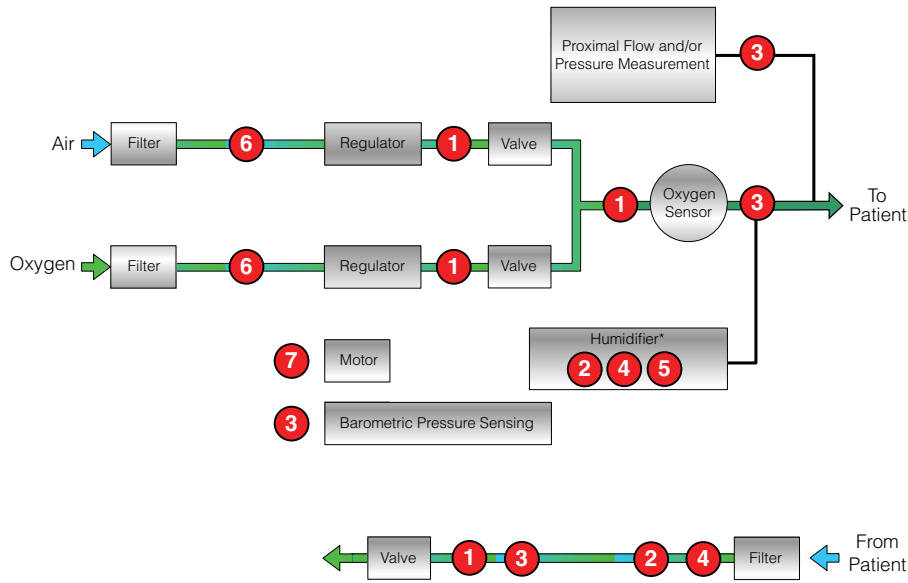 Proximal Flow and/or
Pressure Measurement
3
Air
Filter
6
Regulator
1
Valve
1
Oxygen
Sensor
3
To
Patient
Oxygen
Filter
6
Regulator
1
Valve
7
Motor
Humidifier*
2
4
5
3
Barometric Pressure Sensing
Valve
1
3
2
4
Filter
From
Patient